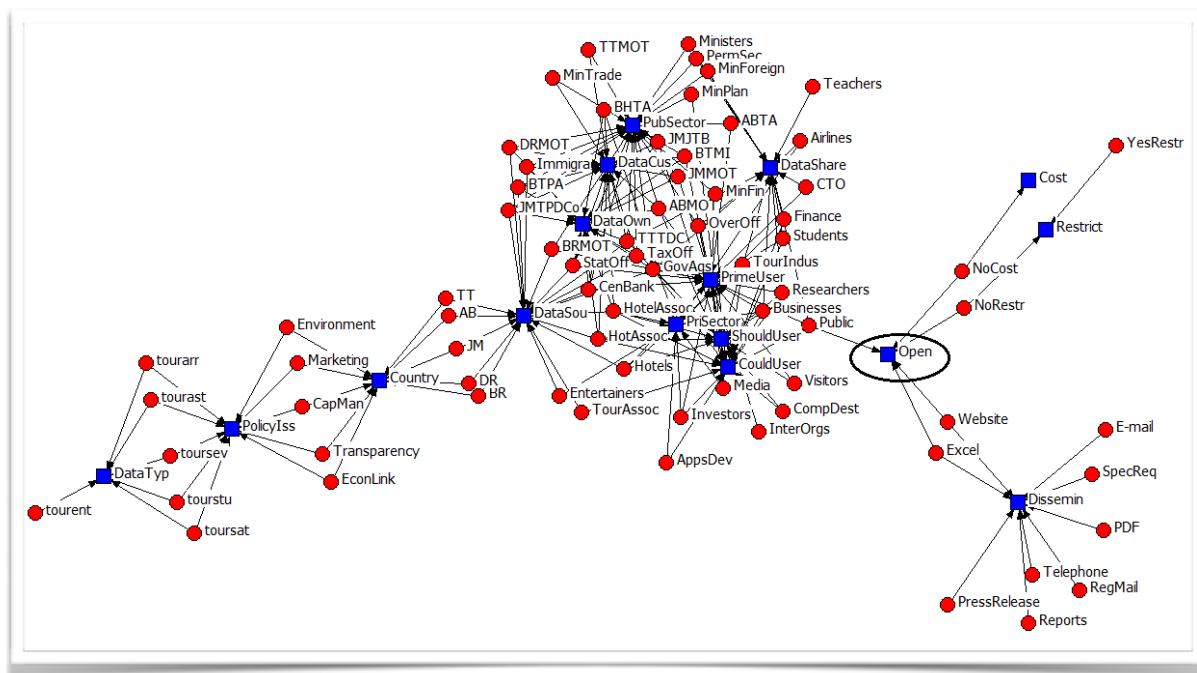 TTMOT
Ministers
PermSec
MinForeign
MinTrade
MinPlan
Teachers
BHTA
PubSector
ABTA
DRMOT
JMJTB
Airlines
YesRestr
Immigra
DataCus
BTMI
DataShare
BTPA
JMMOT
MinFin
CTO
Cost
JMTPDCo
ABMOT
DataOwn
OverOff
Finance
Restrict
BRMOT
TTTDC
Students
StatOff
TaxOff
GovAgs
TourIndus
NoCost
CenBank
PrimeUser
Researchers
TT
AB
DataSou
HotelAssoc
Businesses
NoRestr
Environment
PriSector
Public
JM
HotAssoc
ShouldUser
Open
tourarr
Marketing
Hotels
CouldUser
Country
DR
BR
Entertainers
Media
Visitors
tourast
CapMan
TourAssoc
Investors
CompDest
PolicyIss
InterOrgs
Website
E-mail
toursev
Transparency
AppsDev
Excel
DataTyp
EconLink
SpecReq
tourent
tourstu
Dissemin
toursat
PDF
Telephone
RegMail
PressRelease
Reports